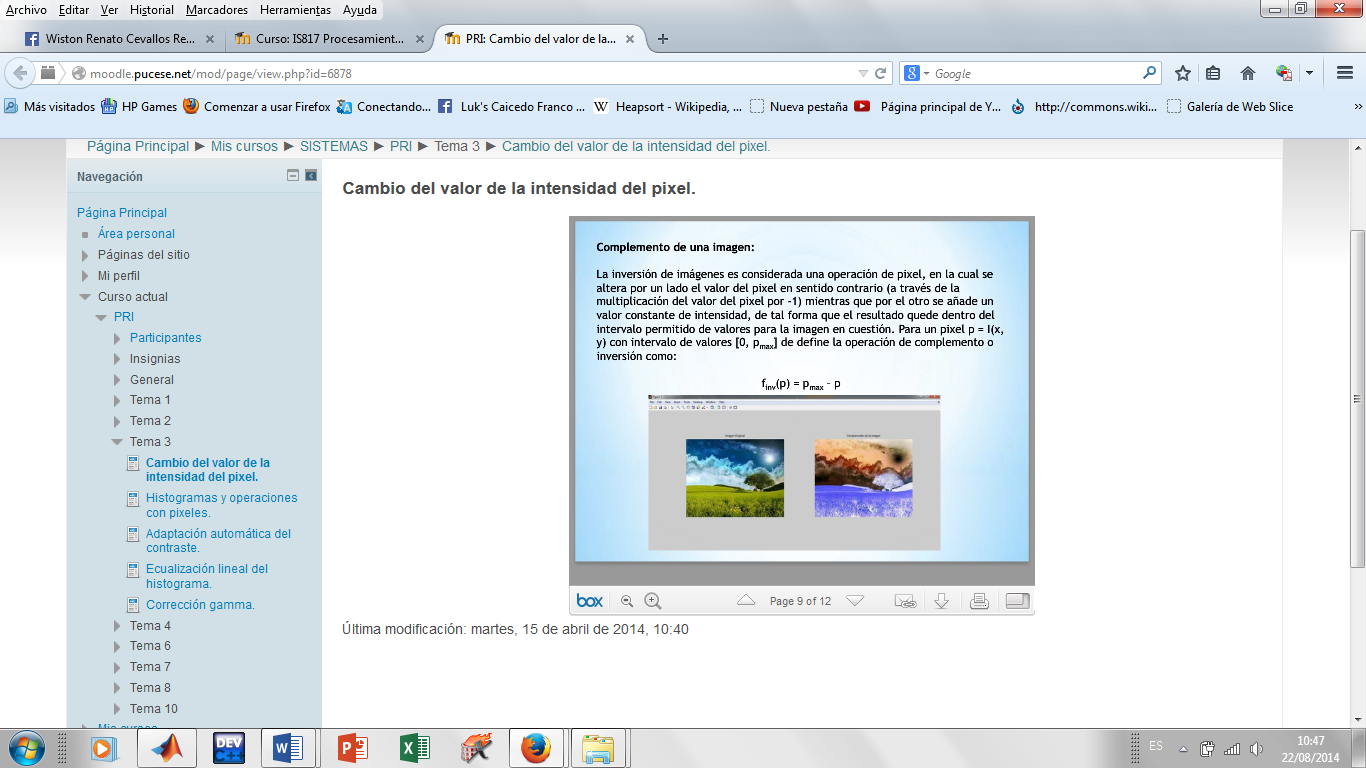 Archivo Editar Ver Historial Marcadores Herramientas Ayuda
Wiston Renato Cevallos Re... × Curso: IS817 Procesamient... × PRI: Cambio del valor de la... × +
moodle.pucese.net/mod/page/view.php?id=6878
Google
Más visitados HP Games Comenzar a usar Firefox Conectando... Luk's Caicedo Franco ... Heapsort - Wikipedia, ... Nueva pestaña Página principal de Y... http://commons.wiki... Galería de Web Slice »
Página Principal ► Mis cursos ► SISTEMAS ► PRI ► Tema 3 ► Cambio del valor de la intensidad del pixel.
Navegación
Página Principal
Área personal
Páginas del sitio
Mi perfil
Curso actual
PRI
Participantes
Insignias
General
Tema 1
Tema 2
Tema 3
Cambio del valor de la
intensidad del pixel.
Histogramas y operaciones
con pixeles.
Adaptación automática del
contraste.
Ecualización lineal del
histograma.
Corrección gamma.
Tema 4
Tema 6
Tema 7
Tema 8
Tema 10
Mis cursos
Cambio del valor de la intensidad del pixel.
Complemento de una imagen:
La inversión de imágenes es considerada una operación de pixel, en la cual se
altera por un lado el valor del pixel en sentido contrario (a través de la
multiplicación del valor del pixel por -1) mientras que por el otro se añade un
valor constante de intensidad, de tal forma que el resultado quede dentro del
intervalo permitido de valores para la imagen en cuestión. Para un pixel p = I(x,
y) con intervalo de valores [0, pmax] de define la operación de complemento o
inversión como:
finv(p) = pmax - p
Imagen Original
Complemento de la imagen
box
Page 9 of 12
Última modificación: martes, 15 de abril de 2014, 10:40
DEV C++
ES
10:47
22/08/2014